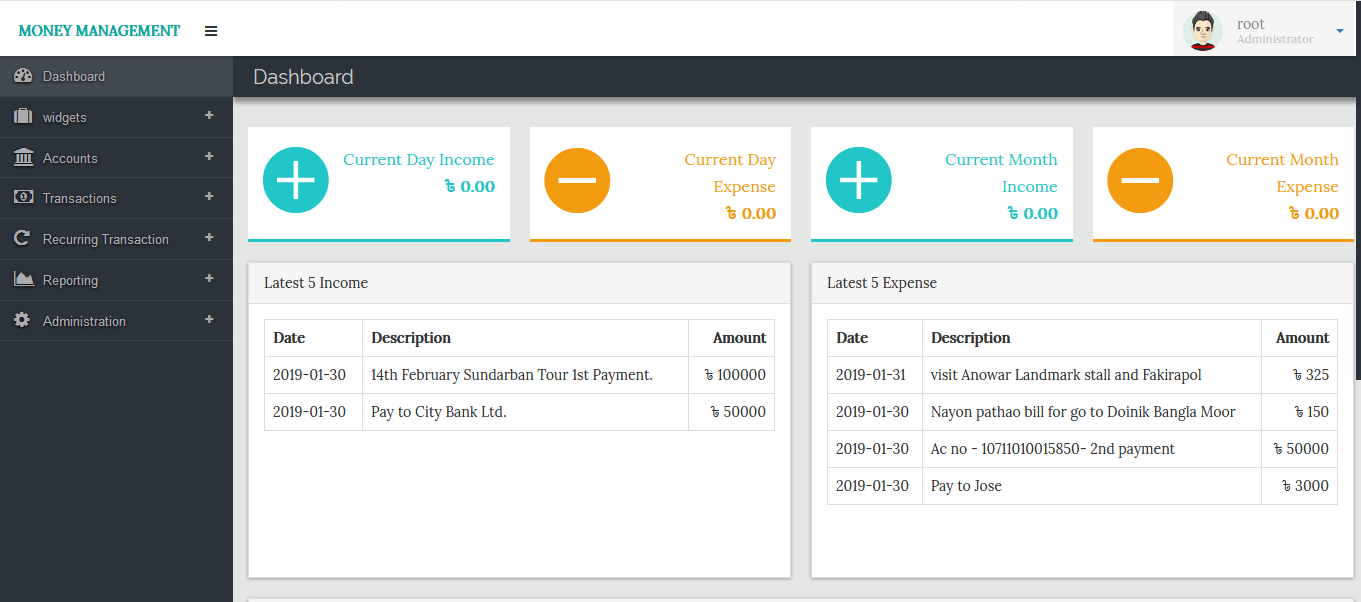 MONEY MANAGEMENT
root
Administrator
Dashboard
widgets +
Accounts +
Transactions +
Recurring Transaction +
Reporting +
Administration +
Dashboard
Current Day Income
৳ 0.00
Current Day
Expense
৳ 0.00
Current Month
Income
৳ 0.00
Current Month
Expense
৳ 0.00
Latest 5 Income
Date Description Amount
2019-01-30 14th February Sundarban Tour 1st Payment. ৳ 100000
2019-01-30 Pay to City Bank Ltd. ৳ 50000
Latest 5 Expense
Date Description Amount
2019-01-31 visit Anowar Landmark stall and Fakirapol ৳ 325
2019-01-30 Nayon pathao bill for go to Doinik Bangla Moor ৳ 150
2019-01-30 Ac no - 10711010015850- 2nd payment ৳ 50000
2019-01-30 Pay to Jose ৳ 3000